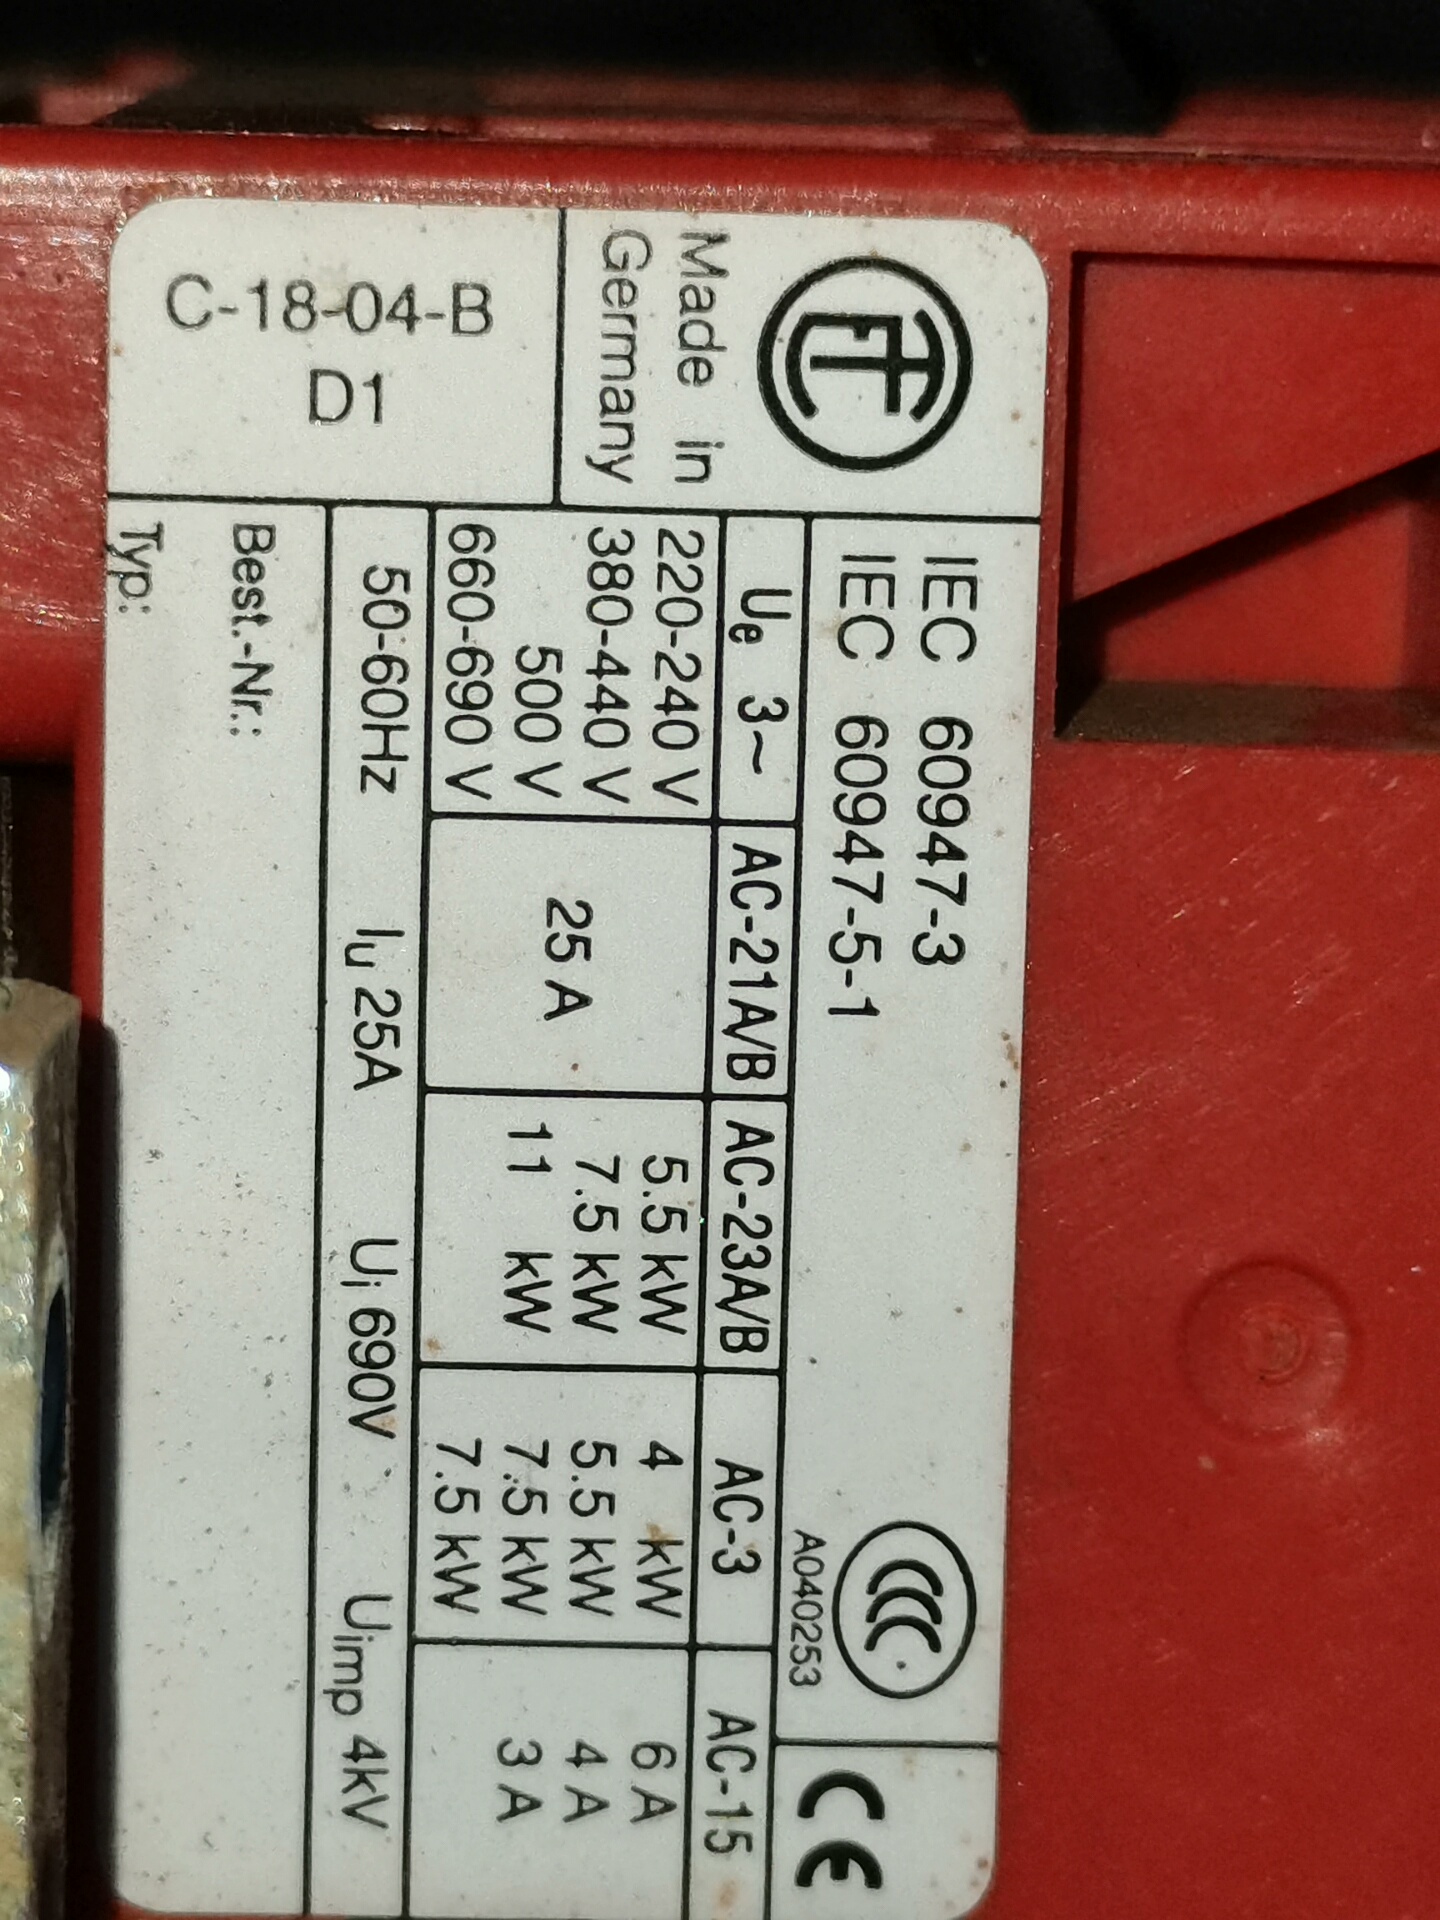 Made in
Germany
C-18-04-B
D1
IEC 60947-3
IEC 60947-5-1
A040253
CE
Ue 3~ AC-21A/B AC-23A/B AC-3 AC-15
220-240 V 5.5 kW 4 kW 6 A
380-440 V 25 A 7.5 kW 5.5 kW 4 A
500 V 11 kW 7.5 kW 3 A
660-690 V 7.5 kW
50-60Hz Iu 25A Ui 690V Uimp 4kV
Best.-Nr.:
Typ: